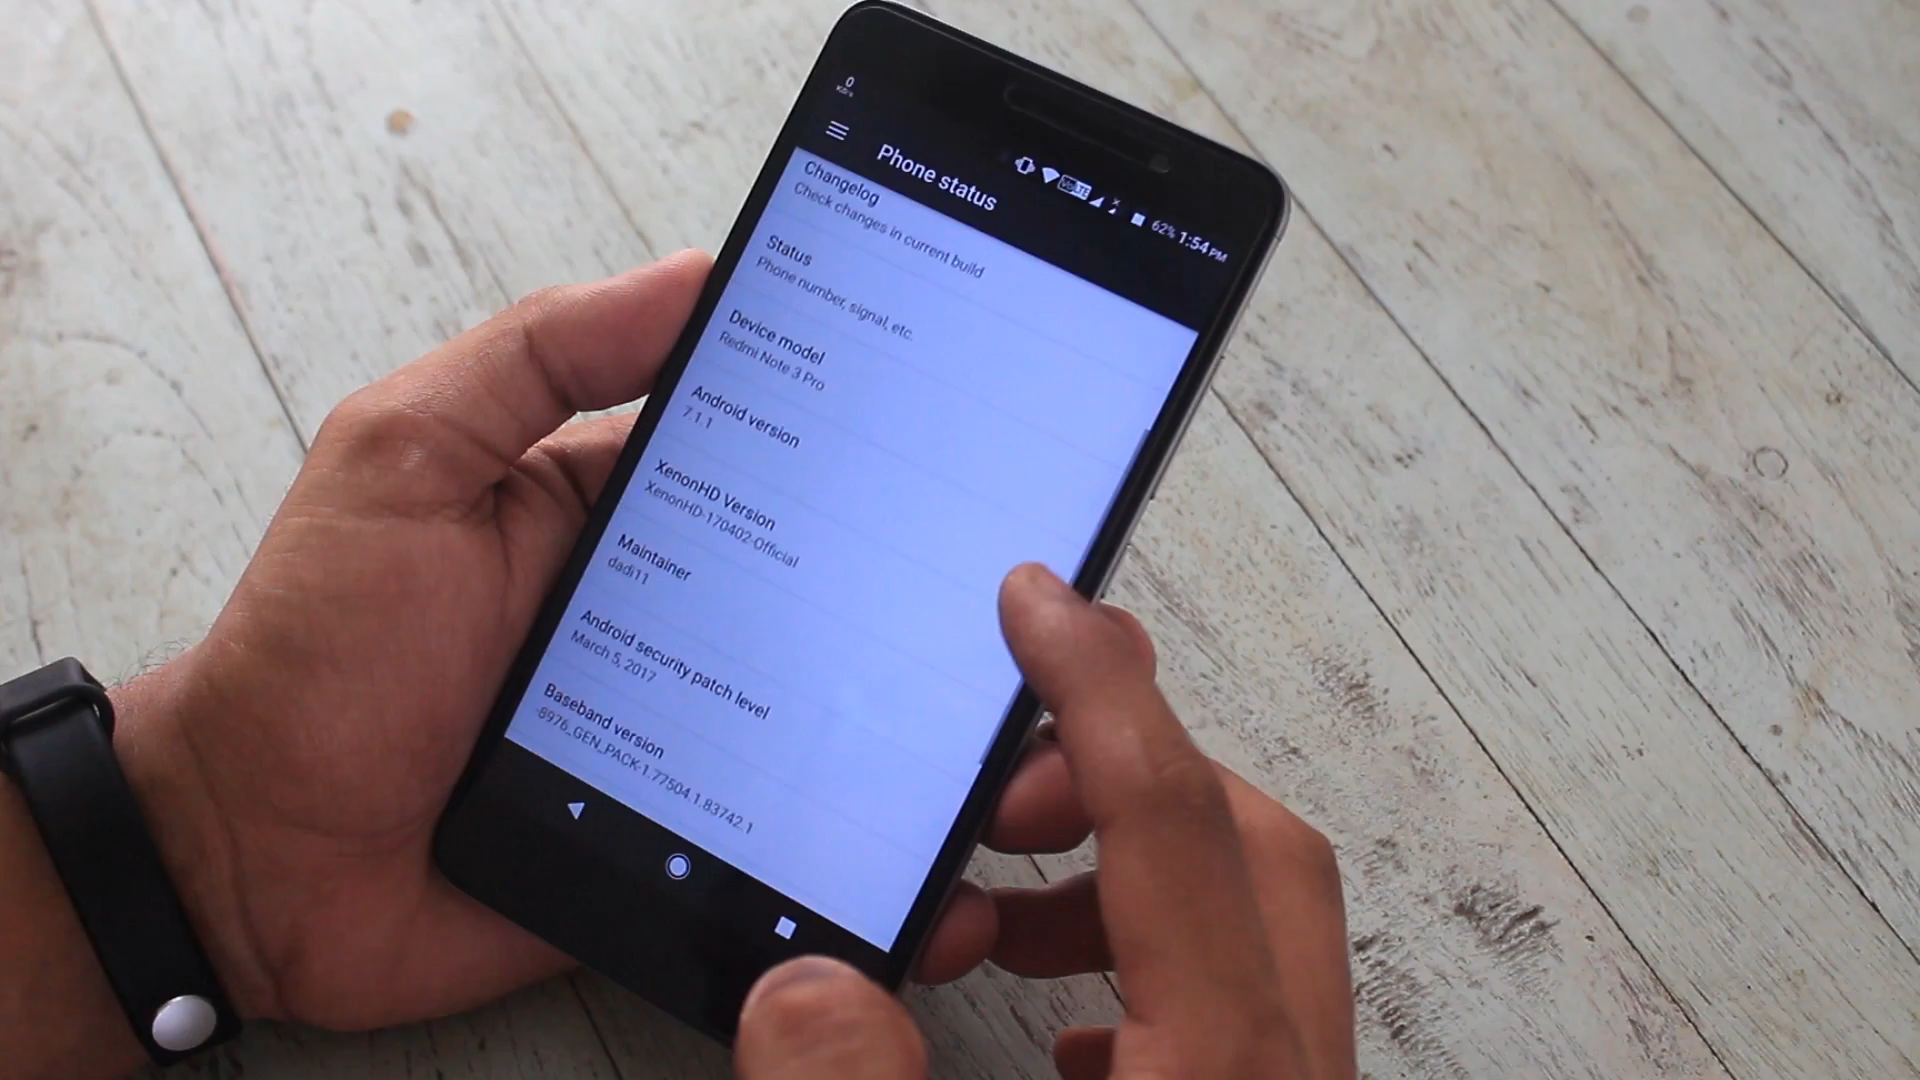 0
KB/s
VoLTE
62% 1:54 PM
Phone status
Changelog
Check changes in current build
Status
Phone number, signal, etc.
Device model
Redmi Note 3 Pro
Android version
7.1.1
XenonHD Version
XenonHD-170402-Official
Maintainer
dadi11
Android security patch level
March 5, 2017
Baseband version
-8976_GEN_PACK-1.77504.1.83742.1